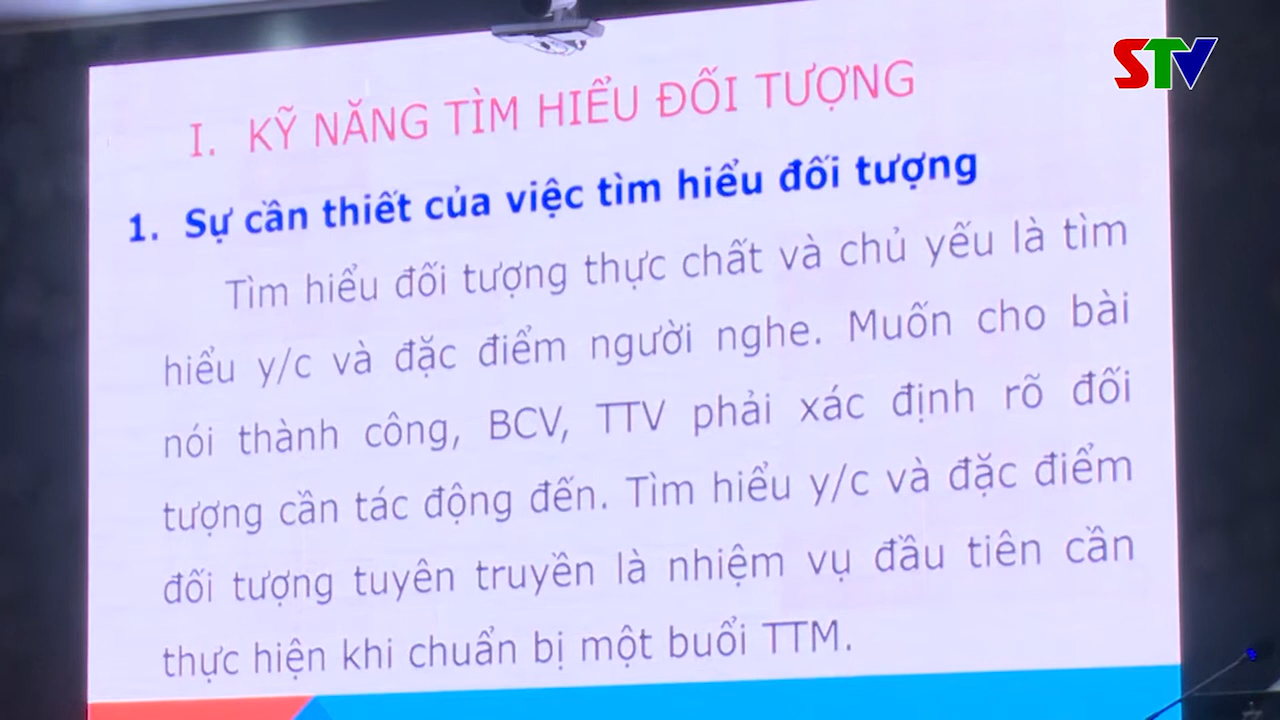 STV
I. KỸ NĂNG TÌM HIỂU ĐỐI TƯỢNG
1. Sự cần thiết của việc tìm hiểu đối tượng
Tìm hiểu đối tượng thực chất và chủ yếu là tìm
hiểu y/c và đặc điểm người nghe. Muốn cho bài
nói thành công, BCV, TTV phải xác định rõ đối
tượng cần tác động đến. Tìm hiểu y/c và đặc điểm
đối tượng tuyên truyền là nhiệm vụ đầu tiên cần
thực hiện khi chuẩn bị một buổi TTM.